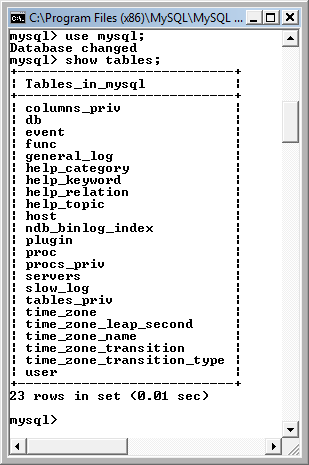 C:\Program Files (x86)\MySQL\MySQL ...
mysql> use mysql;
Database changed
mysql> show tables;
+---------------------------+
| Tables_in_mysql           |
+---------------------------+
| columns_priv              |
| db                        |
| event                     |
| func                      |
| general_log               |
| help_category             |
| help_keyword              |
| help_relation             |
| help_topic                |
| host                      |
| ndb_binlog_index          |
| plugin                    |
| proc                      |
| procs_priv                |
| servers                   |
| slow_log                  |
| tables_priv               |
| time_zone                 |
| time_zone_leap_second     |
| time_zone_name            |
| time_zone_transition      |
| time_zone_transition_type |
| user                      |
+---------------------------+
23 rows in set (0.01 sec)
mysql>